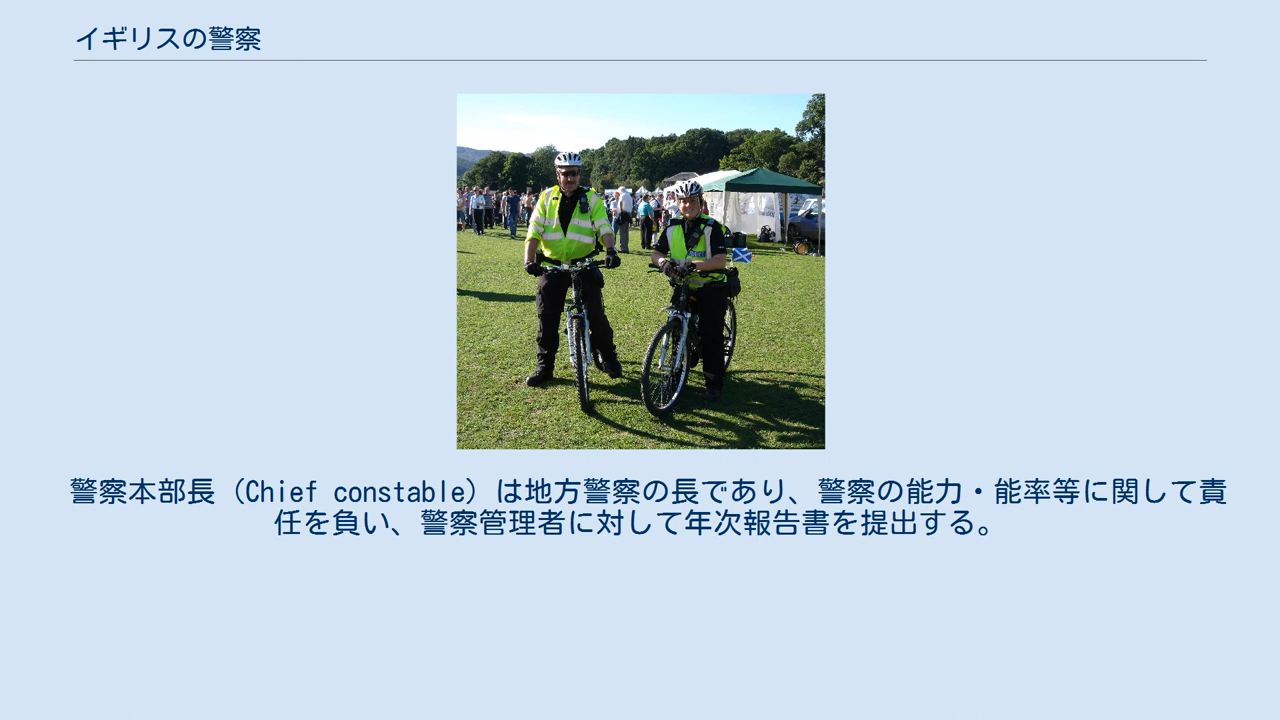 イギリスの警察
警察本部長（Chief constable）は地方警察の長であり、警察の能力・能率等に関して責
任を負い、警察管理者に対して年次報告書を提出する。